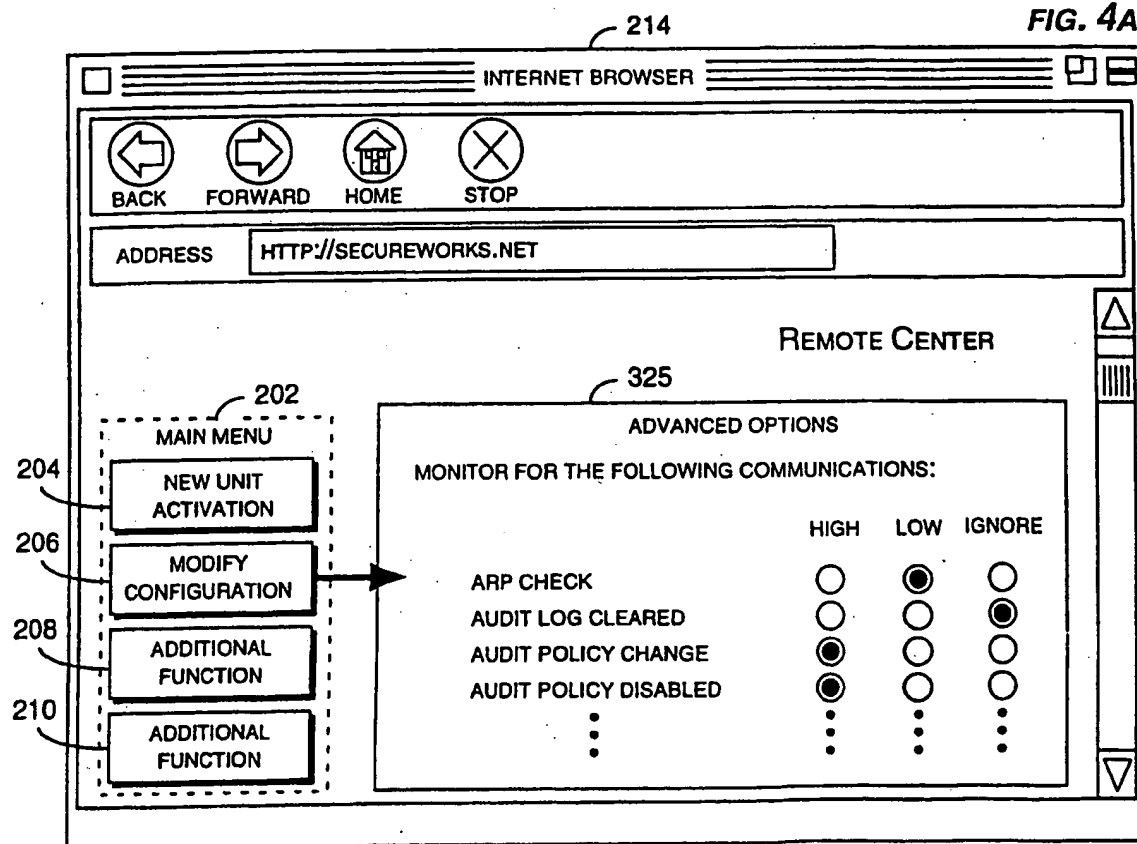 FIG. 4A
214
INTERNET BROWSER
BACK FORWARD HOME STOP
ADDRESS HTTP://SECUREWORKS.NET
REMOTE CENTER
202
MAIN MENU
204
NEW UNIT
ACTIVATION
206
MODIFY
CONFIGURATION
208
ADDITIONAL
FUNCTION
210
ADDITIONAL
FUNCTION
325
ADVANCED OPTIONS
MONITOR FOR THE FOLLOWING COMMUNICATIONS:
HIGH LOW IGNORE
ARP CHECK
AUDIT LOG CLEARED
AUDIT POLICY CHANGE
AUDIT POLICY DISABLED